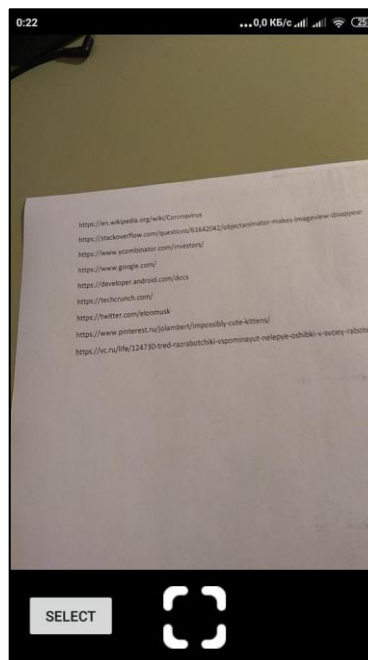 0:22 ...0,0 КБ/с 25
https://en.wikipedia.org/wiki/Coronavirus
https://stackoverflow.com/questions/61642042/objectanimator-makes-imageview-disappear
https://www.ycombinator.com/investors/
https://www.google.com/
https://developer.android.com/docs
https://techcrunch.com/
https://twitter.com/elonmusk
https://www.pinterest.ru/jolambert/impossibly-cute-kittens/
https://vc.ru/life/124730-tred-razrabotchiki-vspominayut-nelepye-oshibki-v-svoey-rabote
SELECT